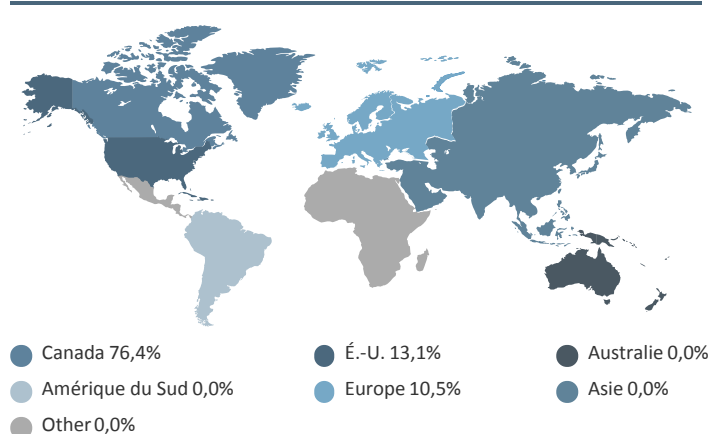 Canada 76,4%
É.-U. 13,1%
Australie 0,0%
Amérique du Sud 0,0%
Europe 10,5%
Asie 0,0%
Other 0,0%